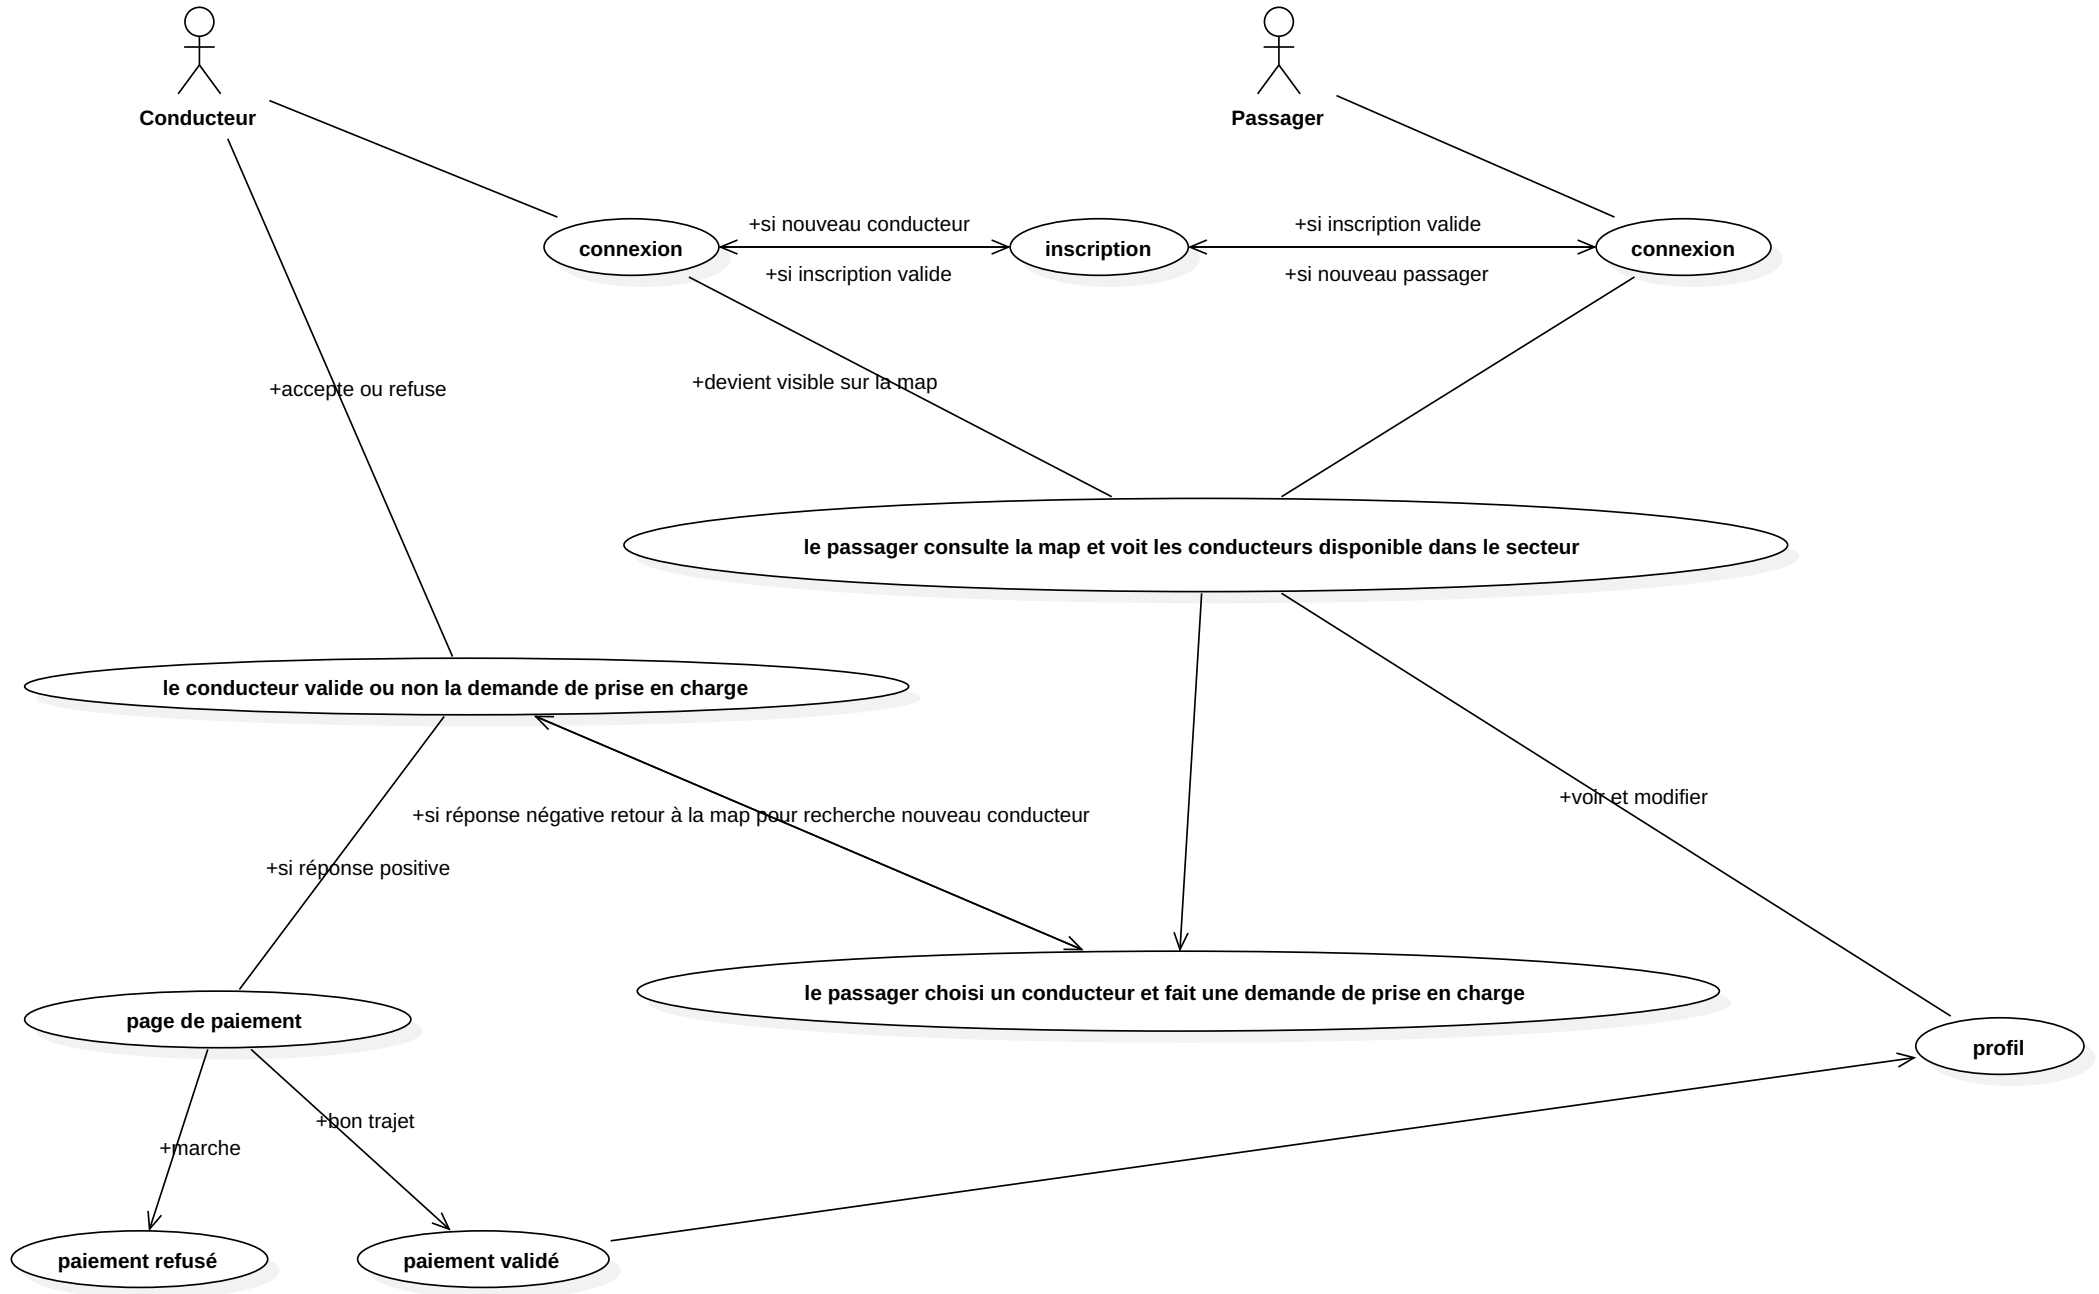 Conducteur
Passager
+si nouveau conducteur
+si inscription valide
connexion
inscription
connexion
+si inscription valide
+si nouveau passager
+accepte ou refuse
+devient visible sur la map
le passager consulte la map et voit les conducteurs disponible dans le secteur
le conducteur valide ou non la demande de prise en charge
+voir et modifier
+si réponse négative retour à la map pour recherche nouveau conducteur
+si réponse positive
le passager choisi un conducteur et fait une demande de prise en charge
page de paiement
profil
+bon trajet
+marche
paiement refusé
paiement validé